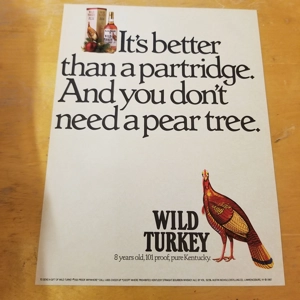 It's better
than a partridge.
And you don't
need a pear tree.
WILD
TURKEY
8 years old, 101 proof, pure Kentucky.